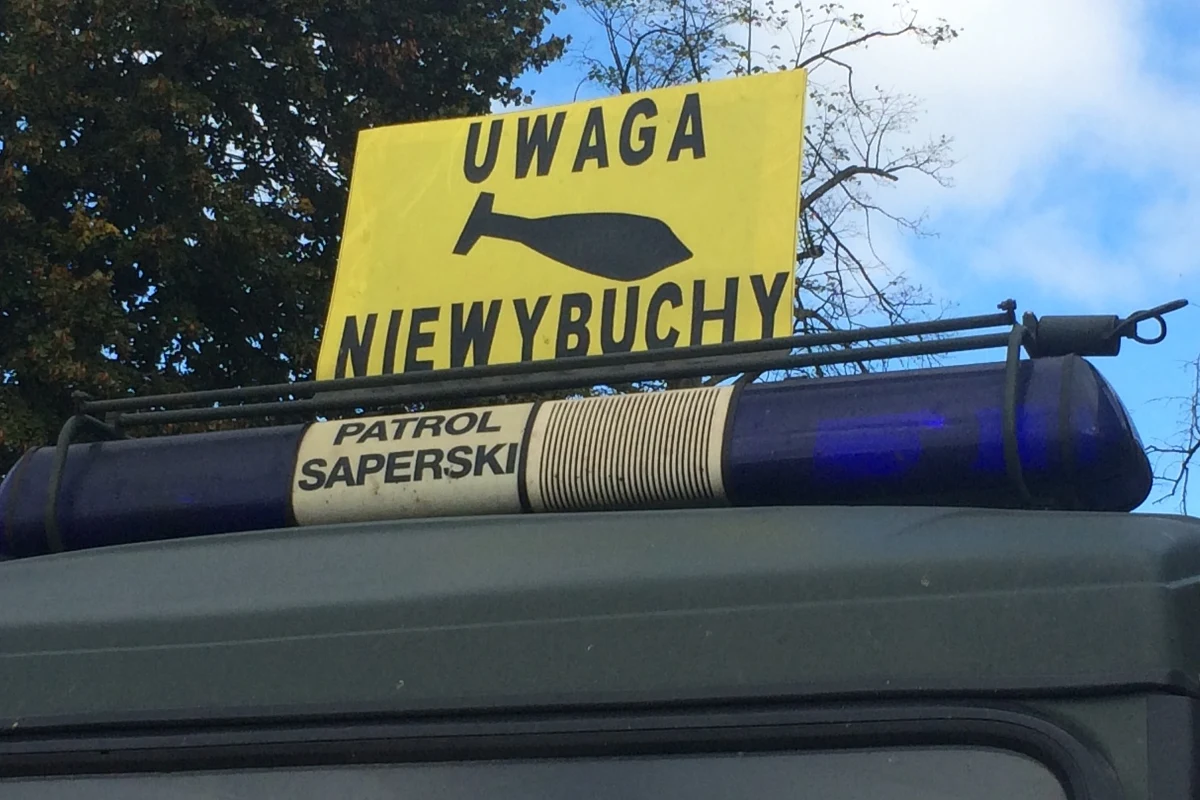 UWAGA
NIEWYBUCHY
PATROL
SAPERSKI